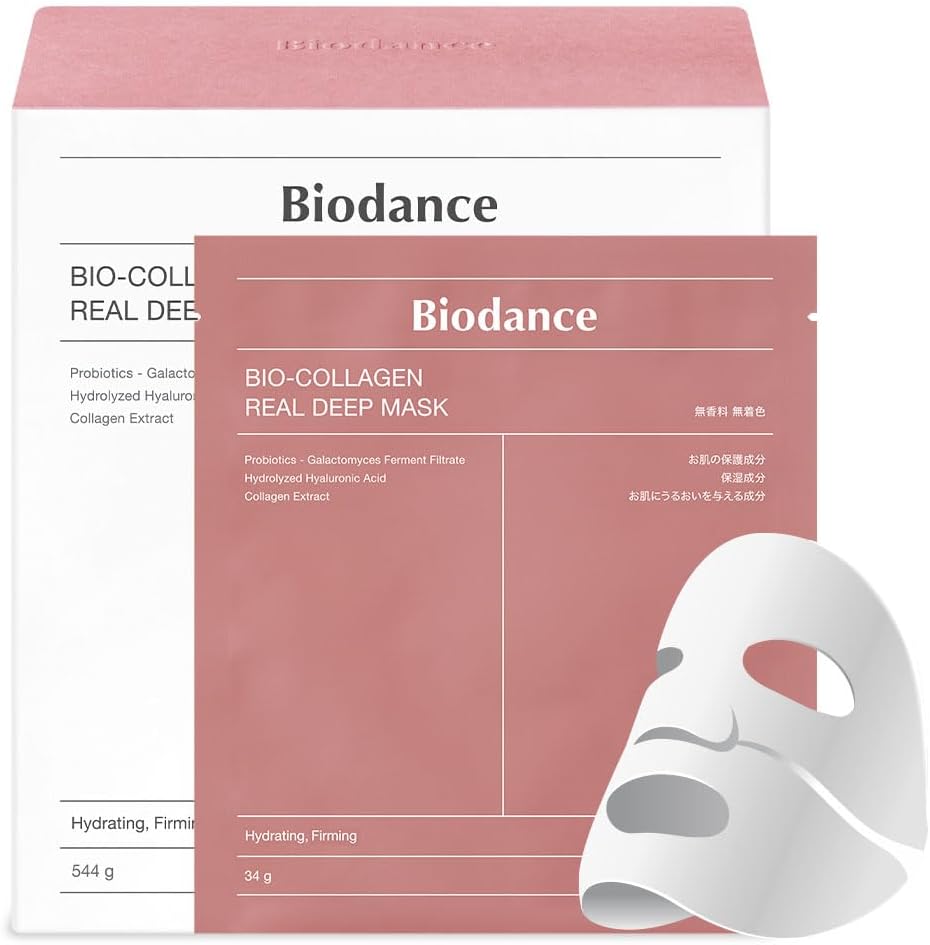 Biodance
Biodance
BIO-COLL
REAL DEE
Probiotics - Galacto
Hydrolyzed Hyaluro
Collagen Extract
Hydrating, Firmin
544 g
Biodance
BIO-COLLAGEN
REAL DEEP MASK
無香料 無着色
Probiotics - Galactomyces Ferment Filtrate
Hydrolyzed Hyaluronic Acid
Collagen Extract
お肌の保護成分
保湿成分
お肌にうるおいを与える成分
Hydrating, Firming
34 g